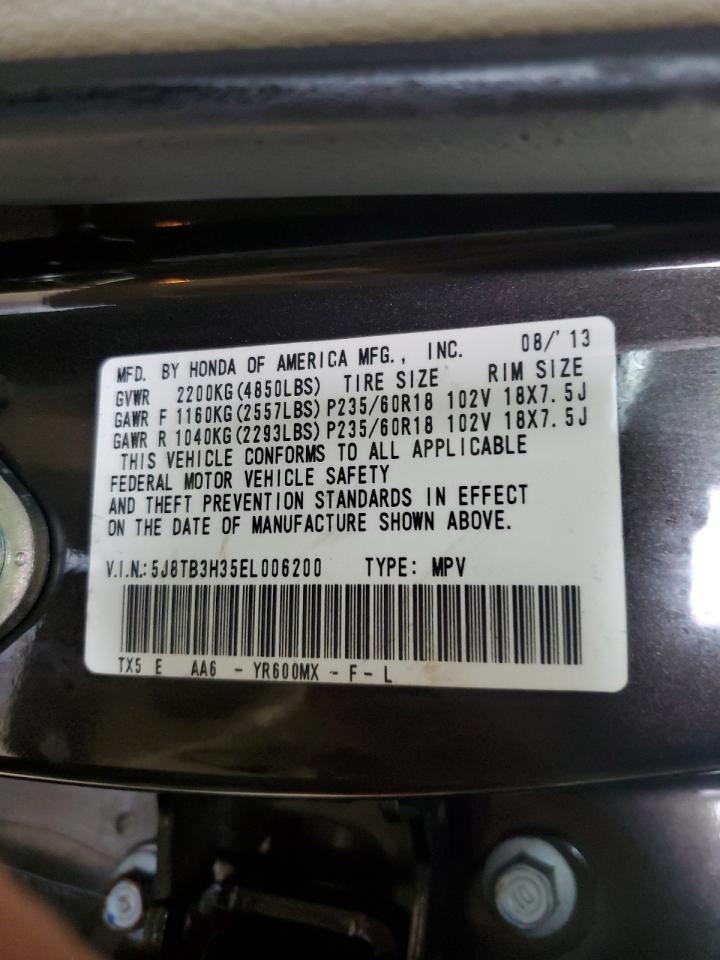 MFD. BY HONDA OF AMERICA MFG., INC. 08/'13
GVWR 2200KG(4850LBS) TIRE SIZE RIM SIZE
GAWR F 1160KG(2557LBS) P235/60R18 102V 18X7.5J
GAWR R 1040KG(2293LBS) P235/60R18 102V 18X7.5J
THIS VEHICLE CONFORMS TO ALL APPLICABLE
FEDERAL MOTOR VEHICLE SAFETY
AND THEFT PREVENTION STANDARDS IN EFFECT
ON THE DATE OF MANUFACTURE SHOWN ABOVE.
V.I.N.: 5J8TB3H35EL006200 TYPE: MPV
TX5 E AA6 - YR600MX - F - L
10